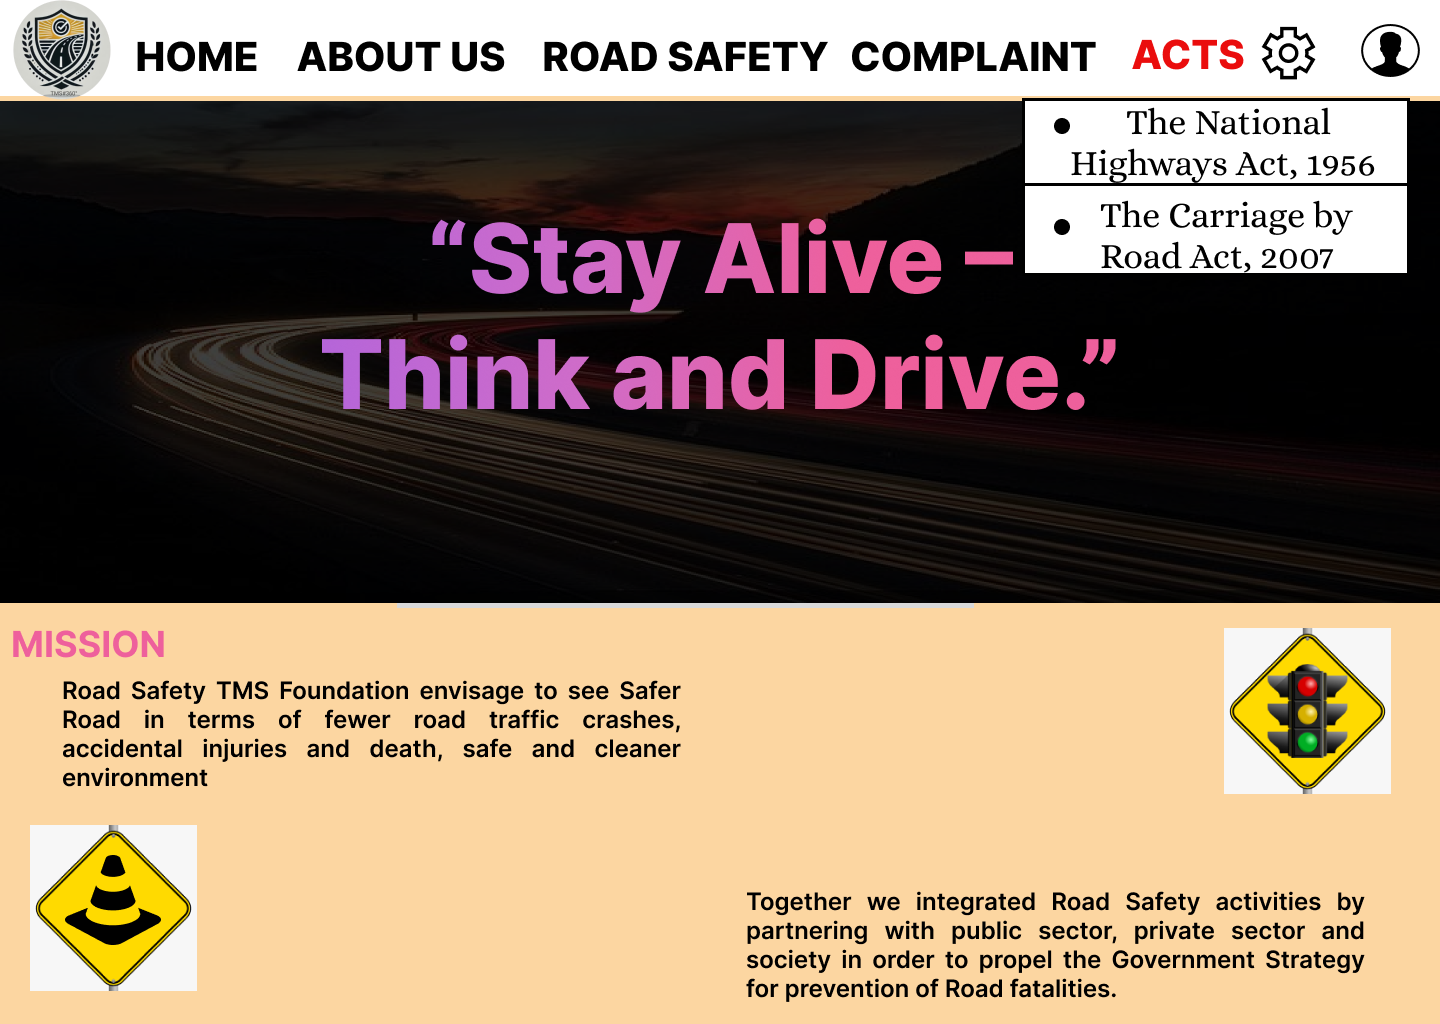 TMS#360°
HOME ABOUT US ROAD SAFETY COMPLAINT ACTS
The National
Highways Act, 1956
The Carriage by
Road Act, 2007
“Stay Alive –
Think and Drive.”
MISSION
Road Safety TMS Foundation envisage to see Safer
Road in terms of fewer road traffic crashes,
accidental injuries and death, safe and cleaner
environment
Together we integrated Road Safety activities by
partnering with public sector, private sector and
society in order to propel the Government Strategy
for prevention of Road fatalities.